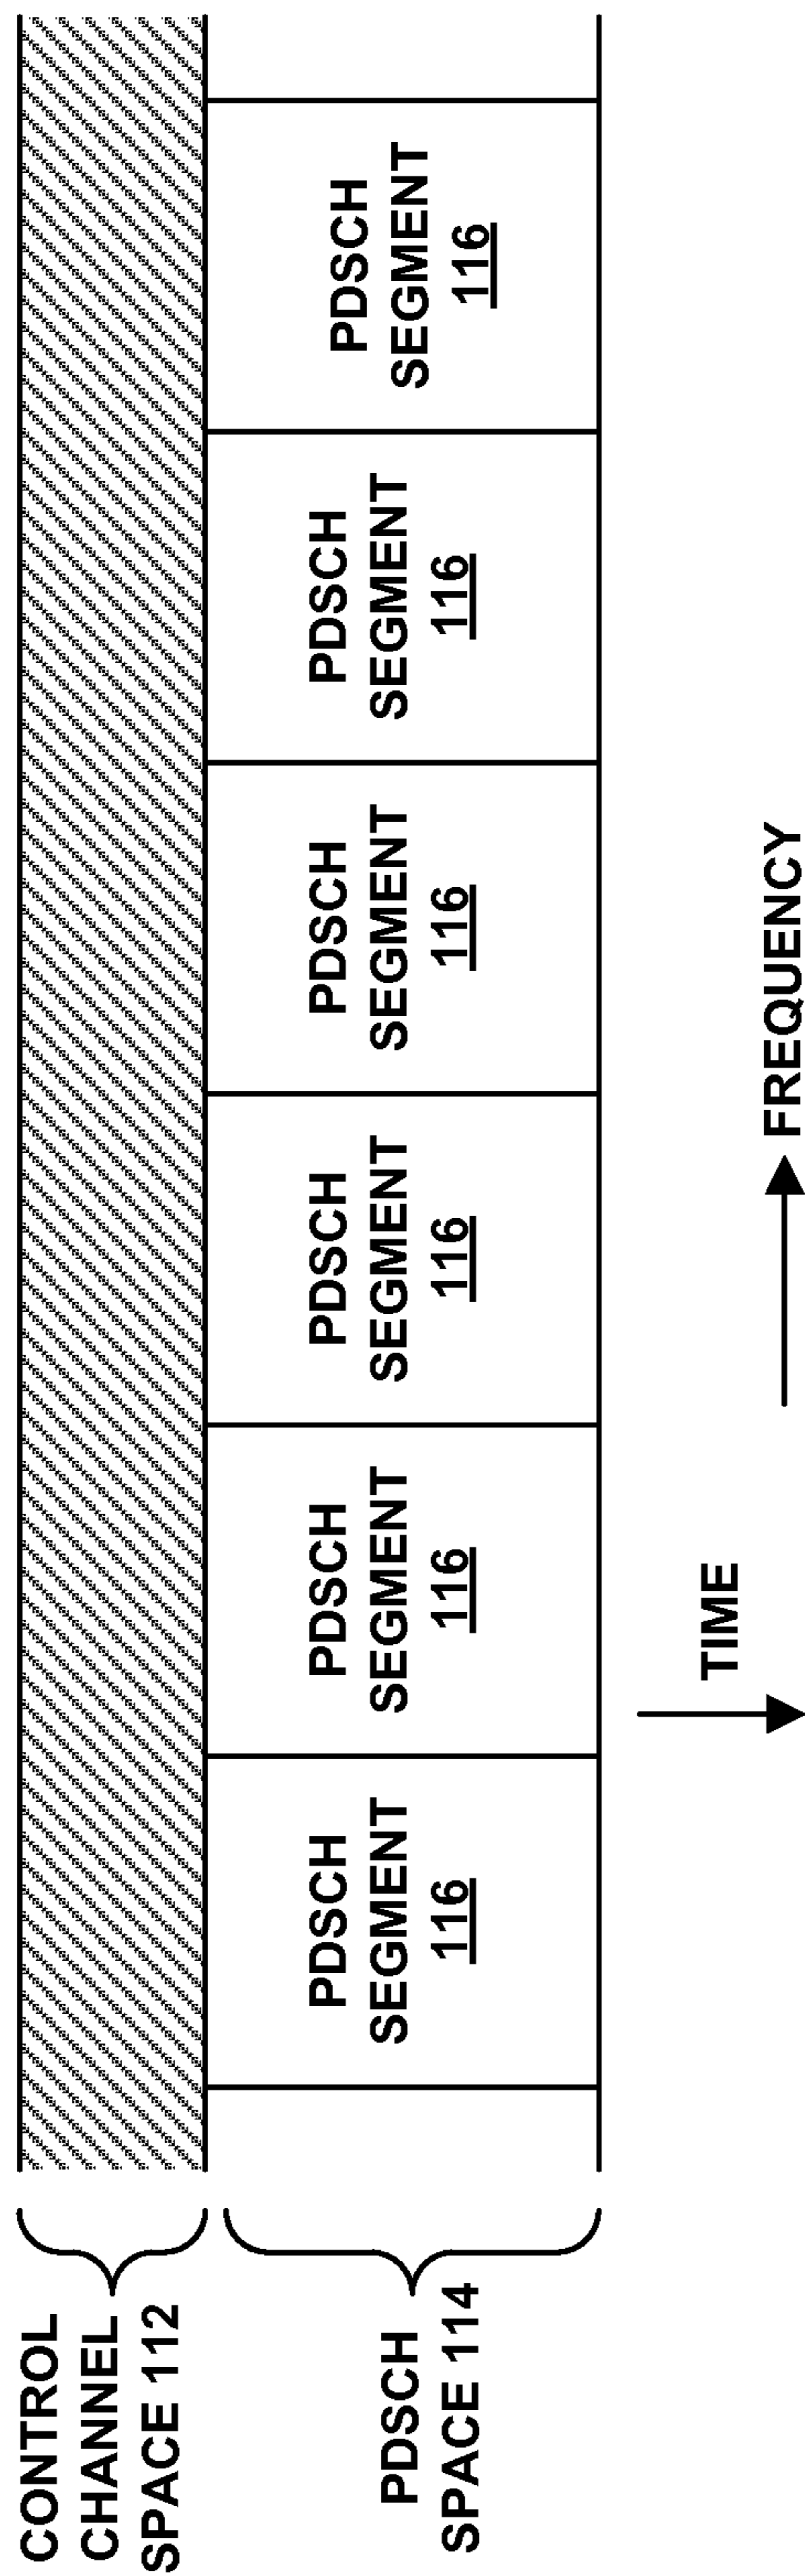 CONTROL
CHANNEL
SPACE 112
PDSCH
SPACE 114
PDSCH
SEGMENT
116
PDSCH
SEGMENT
116
PDSCH
SEGMENT
116
PDSCH
SEGMENT
116
PDSCH
SEGMENT
116
PDSCH
SEGMENT
116
TIME
FREQUENCY